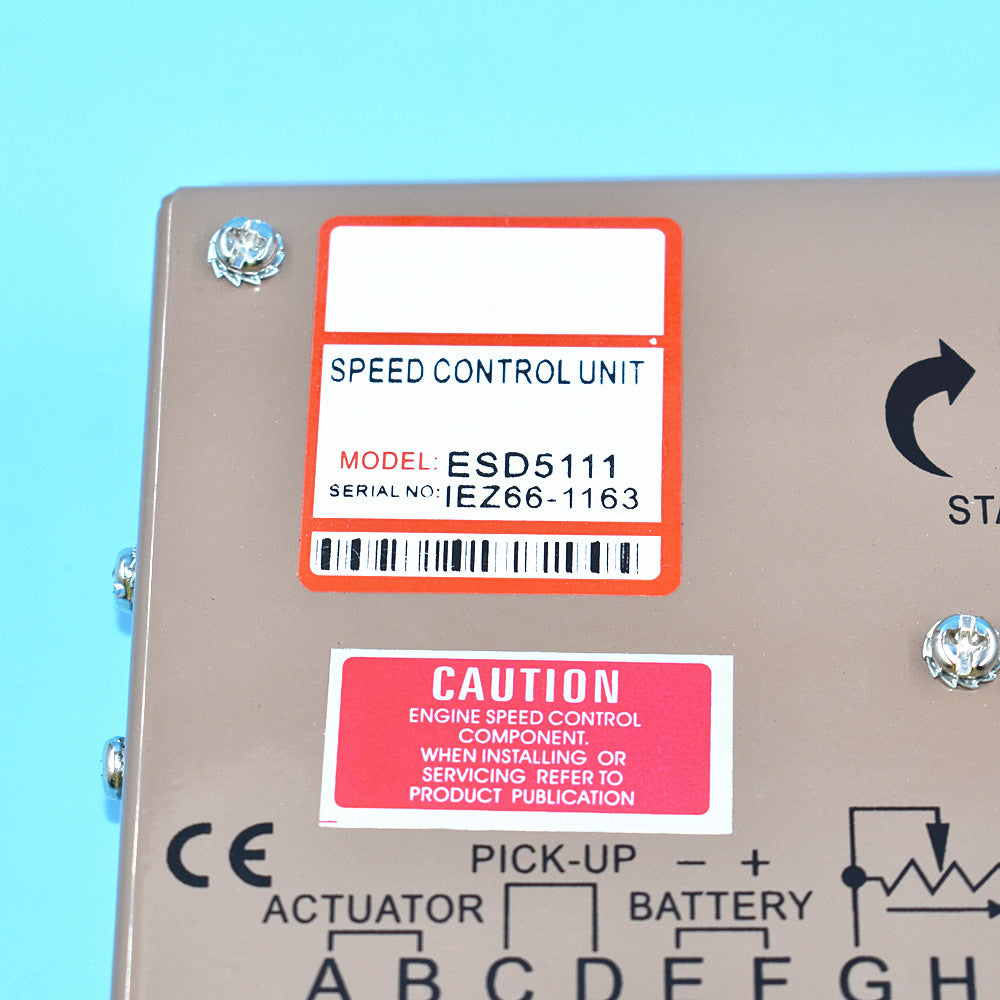 SPEED CONTROL UNIT
MODEL: ESD5111
SERIAL NO: IEZ66-1163
STA
CAUTION
ENGINE SPEED CONTROL
COMPONENT.
WHEN INSTALLING OR
SERVICING REFER TO
PRODUCT PUBLICATION
CE
PICK-UP - +
ACTUATOR BATTERY
A B C D E F G H